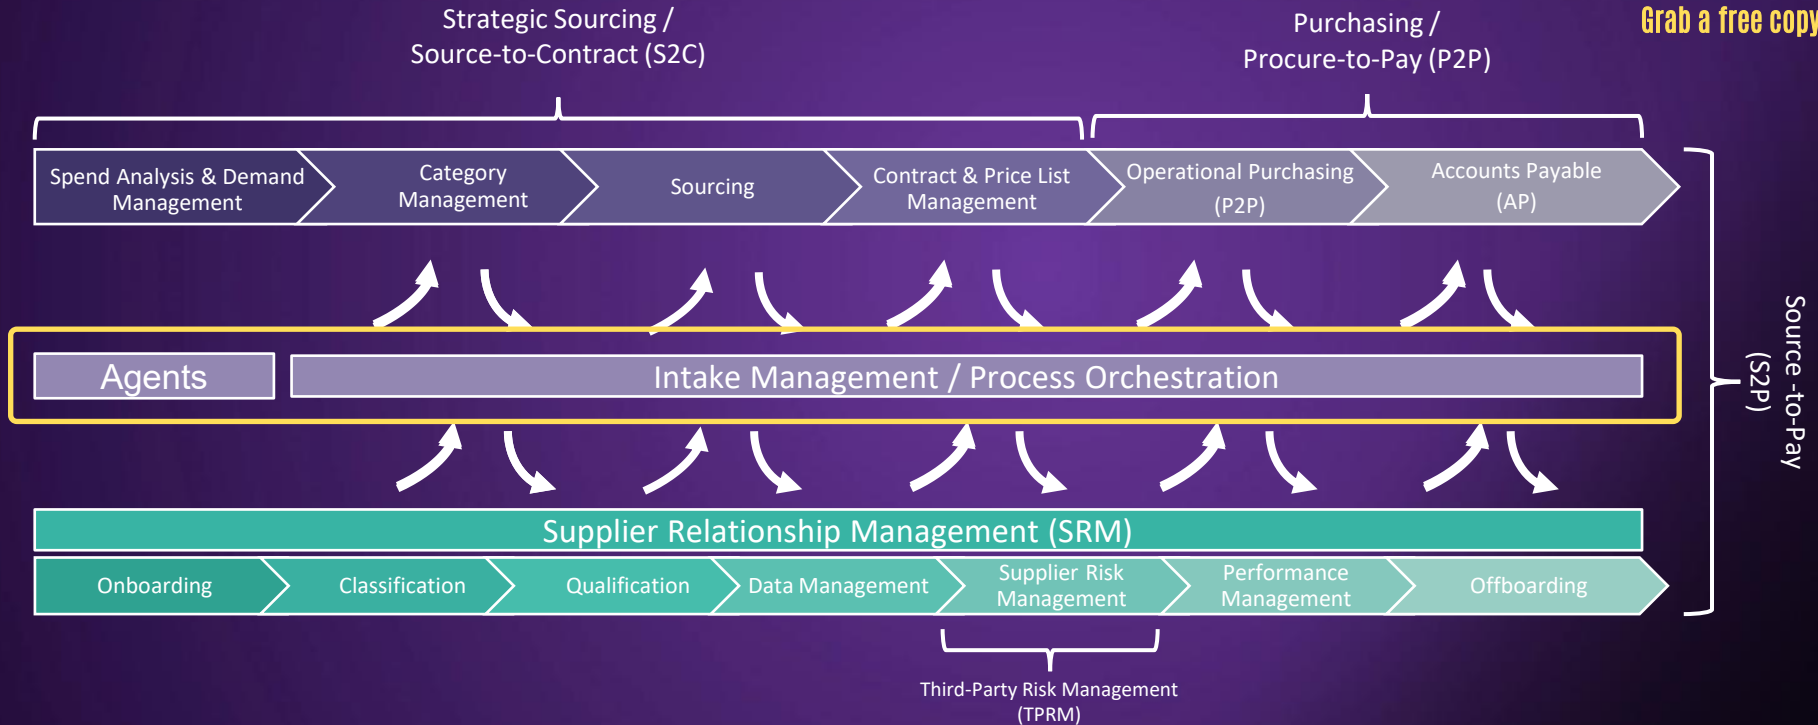 Strategic Sourcing /
Source-to-Contract (S2C)
Purchasing /
Procure-to-Pay (P2P)
Grab a free copy
Spend Analysis & Demand
Management
Category
Management
Sourcing
Contract & Price List
Management
Operational Purchasing
(P2P)
Accounts Payable
(AP)
Agents
Intake Management / Process Orchestration
Source -to-Pay
(S2P)
Supplier Relationship Management (SRM)
Onboarding
Classification
Qualification
Data Management
Supplier Risk
Management
Performance
Management
Offboarding
Third-Party Risk Management
(TPRM)